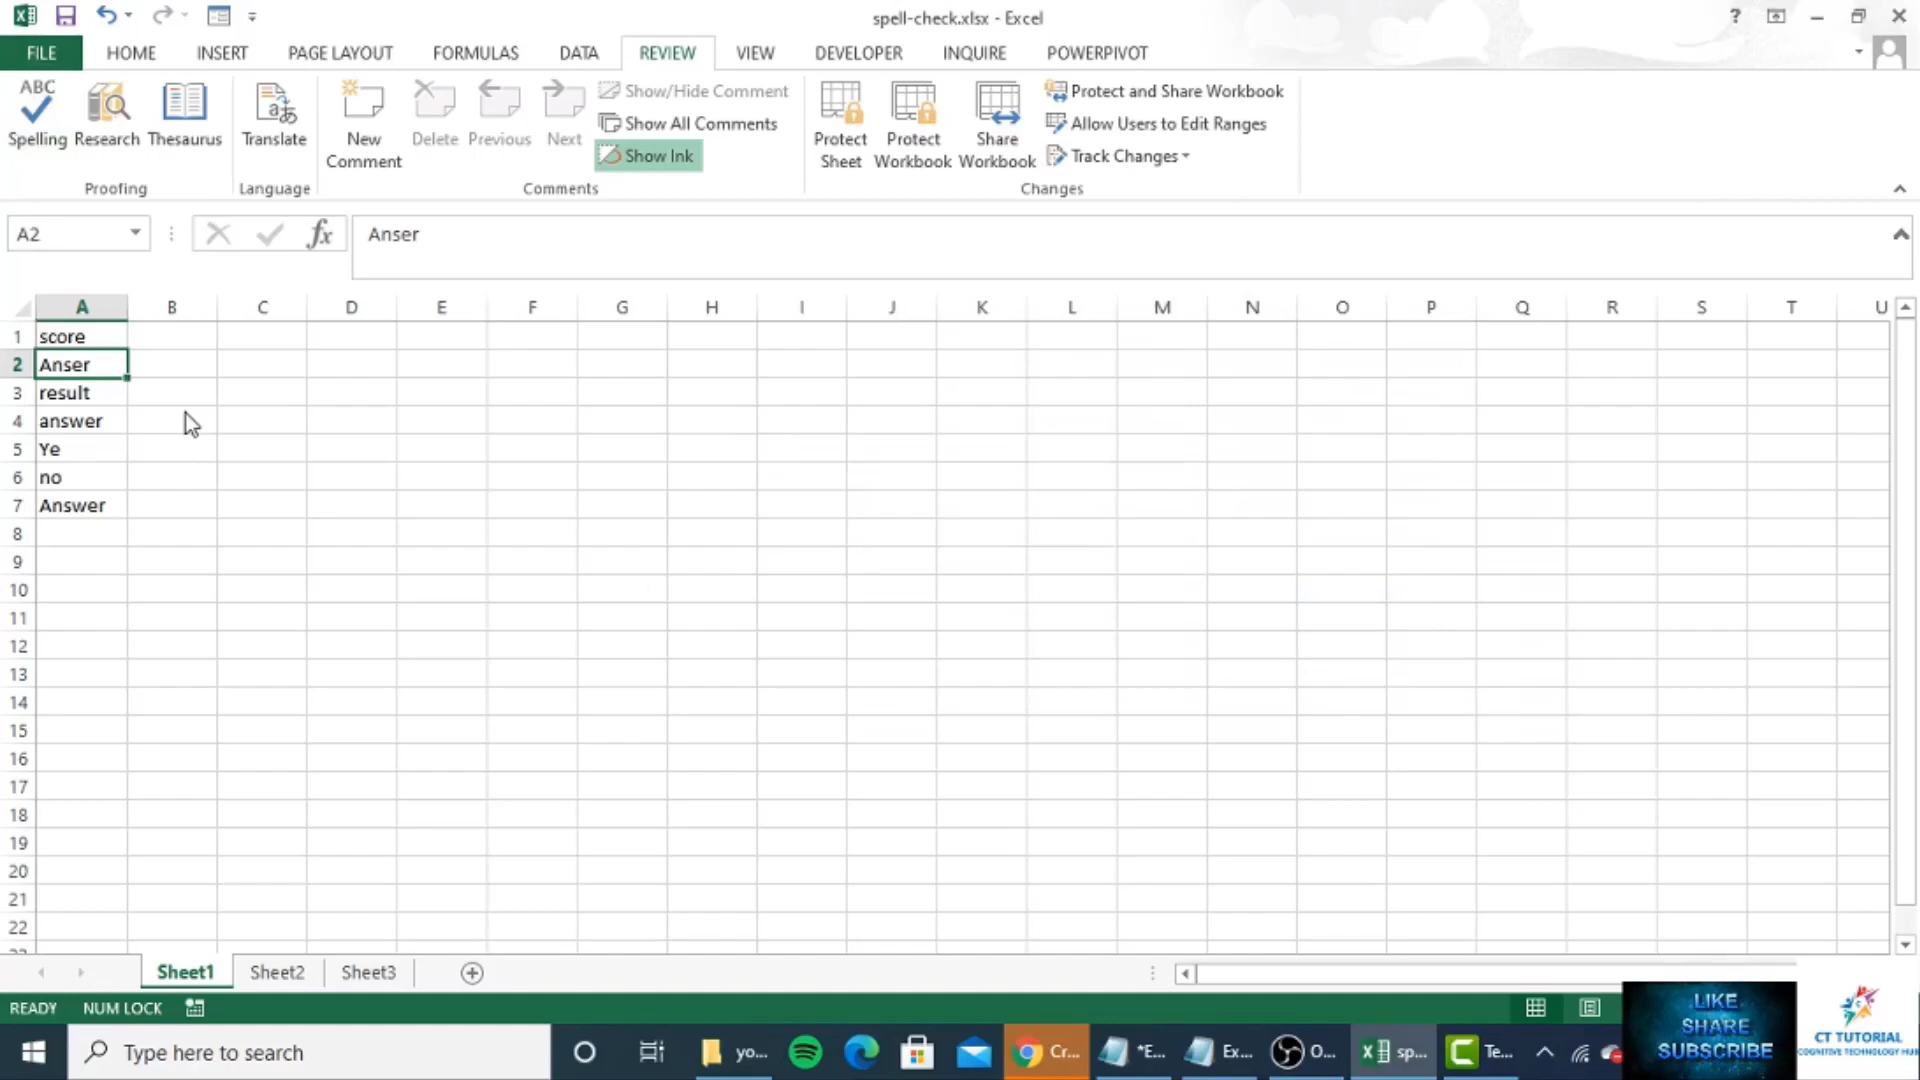 spell-check.xlsx - Excel
?
FILE HOME INSERT PAGE LAYOUT FORMULAS DATA REVIEW VIEW DEVELOPER INQUIRE POWERPIVOT
ABC
Spelling
Research
Thesaurus
Proofing
Translate
Language
New Comment
Delete
Previous
Next
Show/Hide Comment
Show All Comments
Show Ink
Comments
Protect Sheet
Protect Workbook
Share Workbook
Protect and Share Workbook
Allow Users to Edit Ranges
Track Changes
Changes
A2 fx Anser
A B C D E F G H I J K L M N O P Q R S T U
1 score
2 Anser
3 result
4 answer
5 Ye
6 no
7 Answer
8
9
10
11
12
13
14
15
16
17
18
19
20
21
22
Sheet1 Sheet2 Sheet3
READY NUM LOCK
Type here to search
yo... Cr... *E... Ex... O... sp... Te...
LIKE
SHARE
SUBSCRIBE
CT TUTORIAL
COGNITIVE TECHNOLOGY HUB